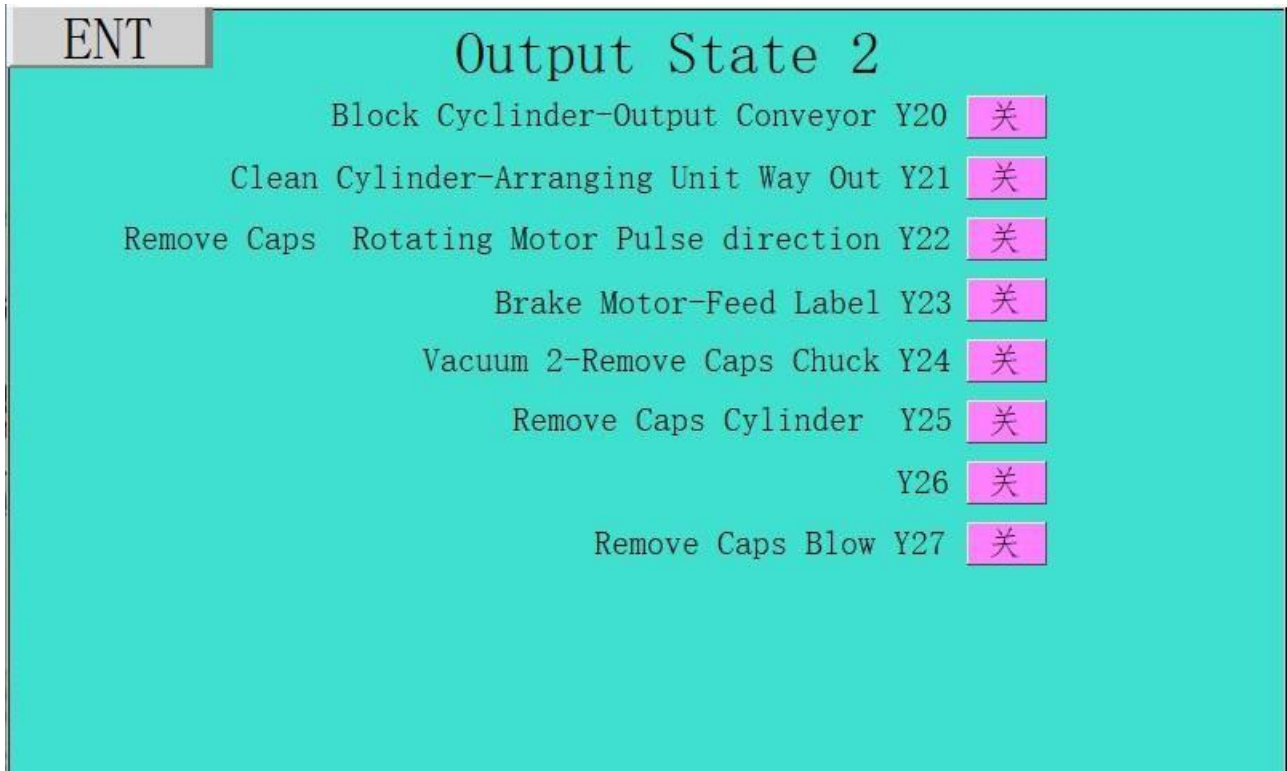 ENT
Output State 2
Block Cyclinder-Output Conveyor Y20 关
Clean Cylinder-Arranging Unit Way Out Y21 关
Remove Caps Rotating Motor Pulse direction Y22 关
Brake Motor-Feed Label Y23 关
Vacuum 2-Remove Caps Chuck Y24 关
Remove Caps Cylinder Y25 关
Y26 关
Remove Caps Blow Y27 关